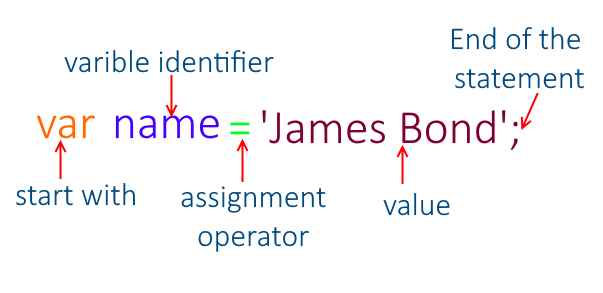 End of the
statement
varible identifier
var name = 'James Bond';
start with
assignment
operator
value